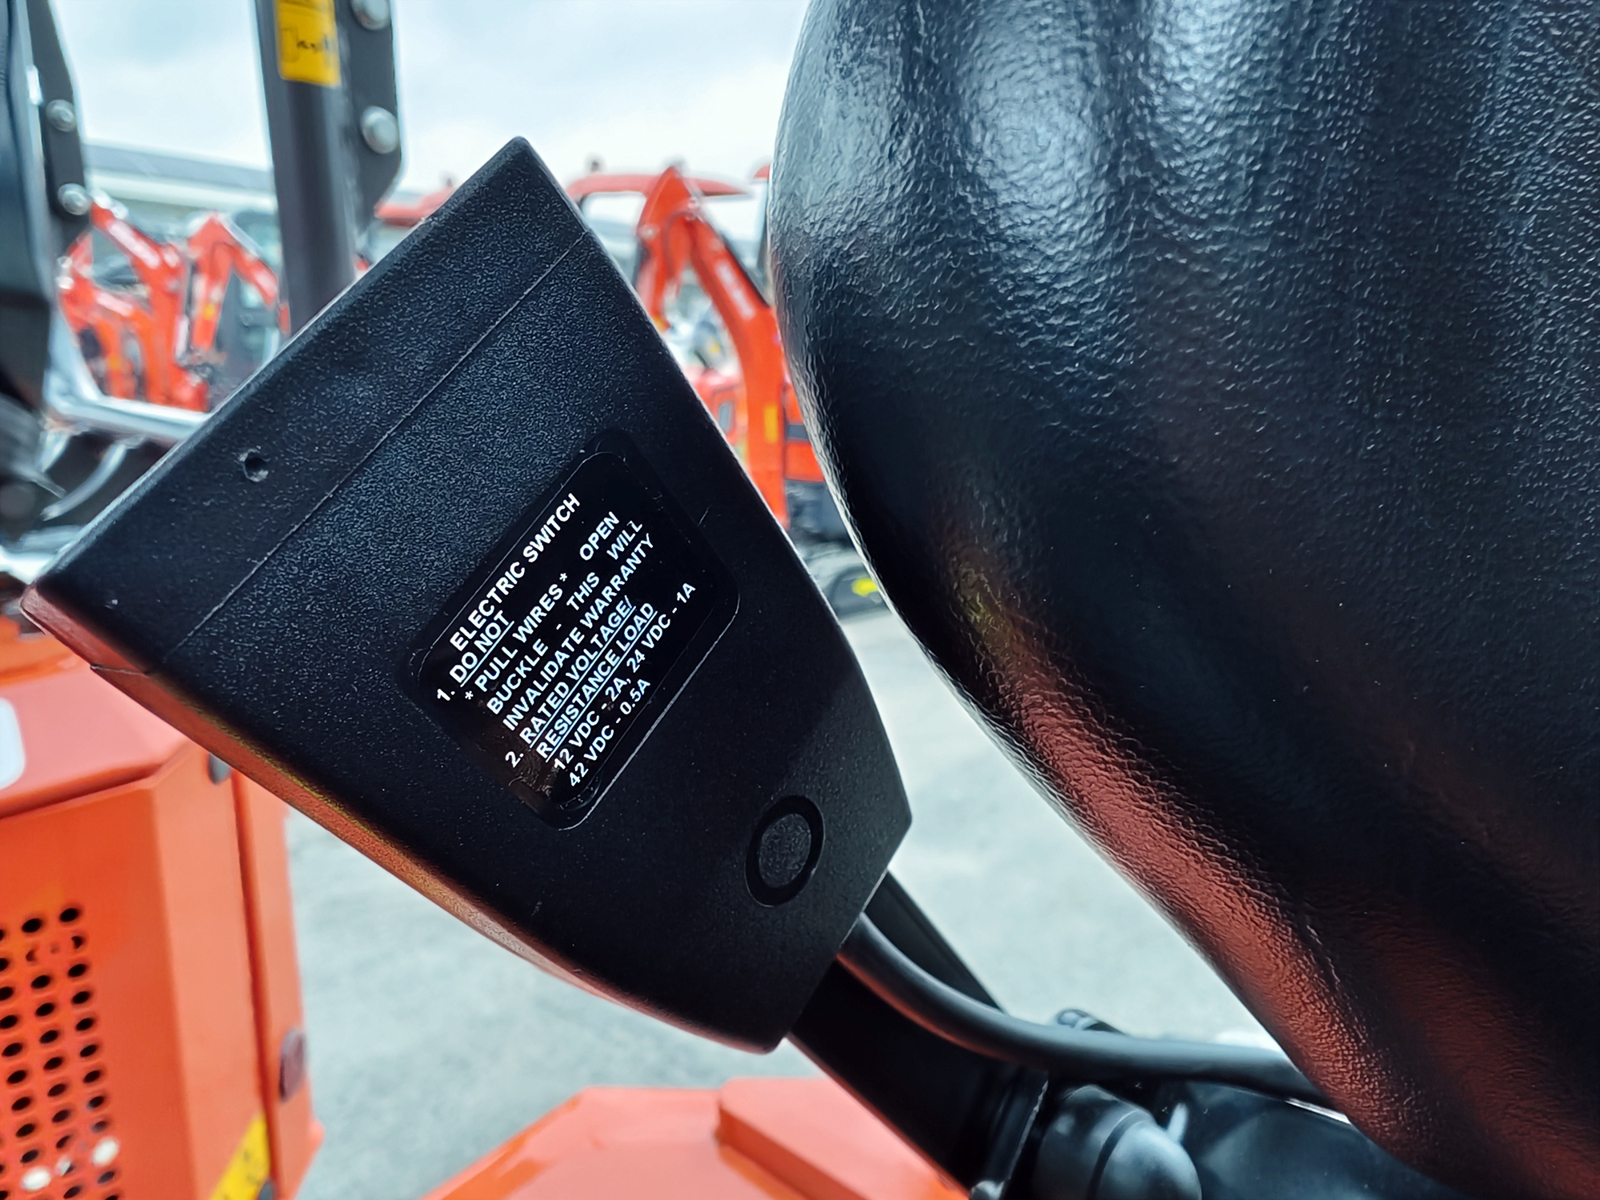 ELECTRIC SWITCH
1. DO NOT
* PULL WIRES * OPEN
BUCKLE - THIS WILL
INVALIDATE WARRANTY
2. RATED VOLTAGE/
RESISTANCE LOAD
12 VDC - 2A, 24 VDC - 1A
42 VDC - 0.5A